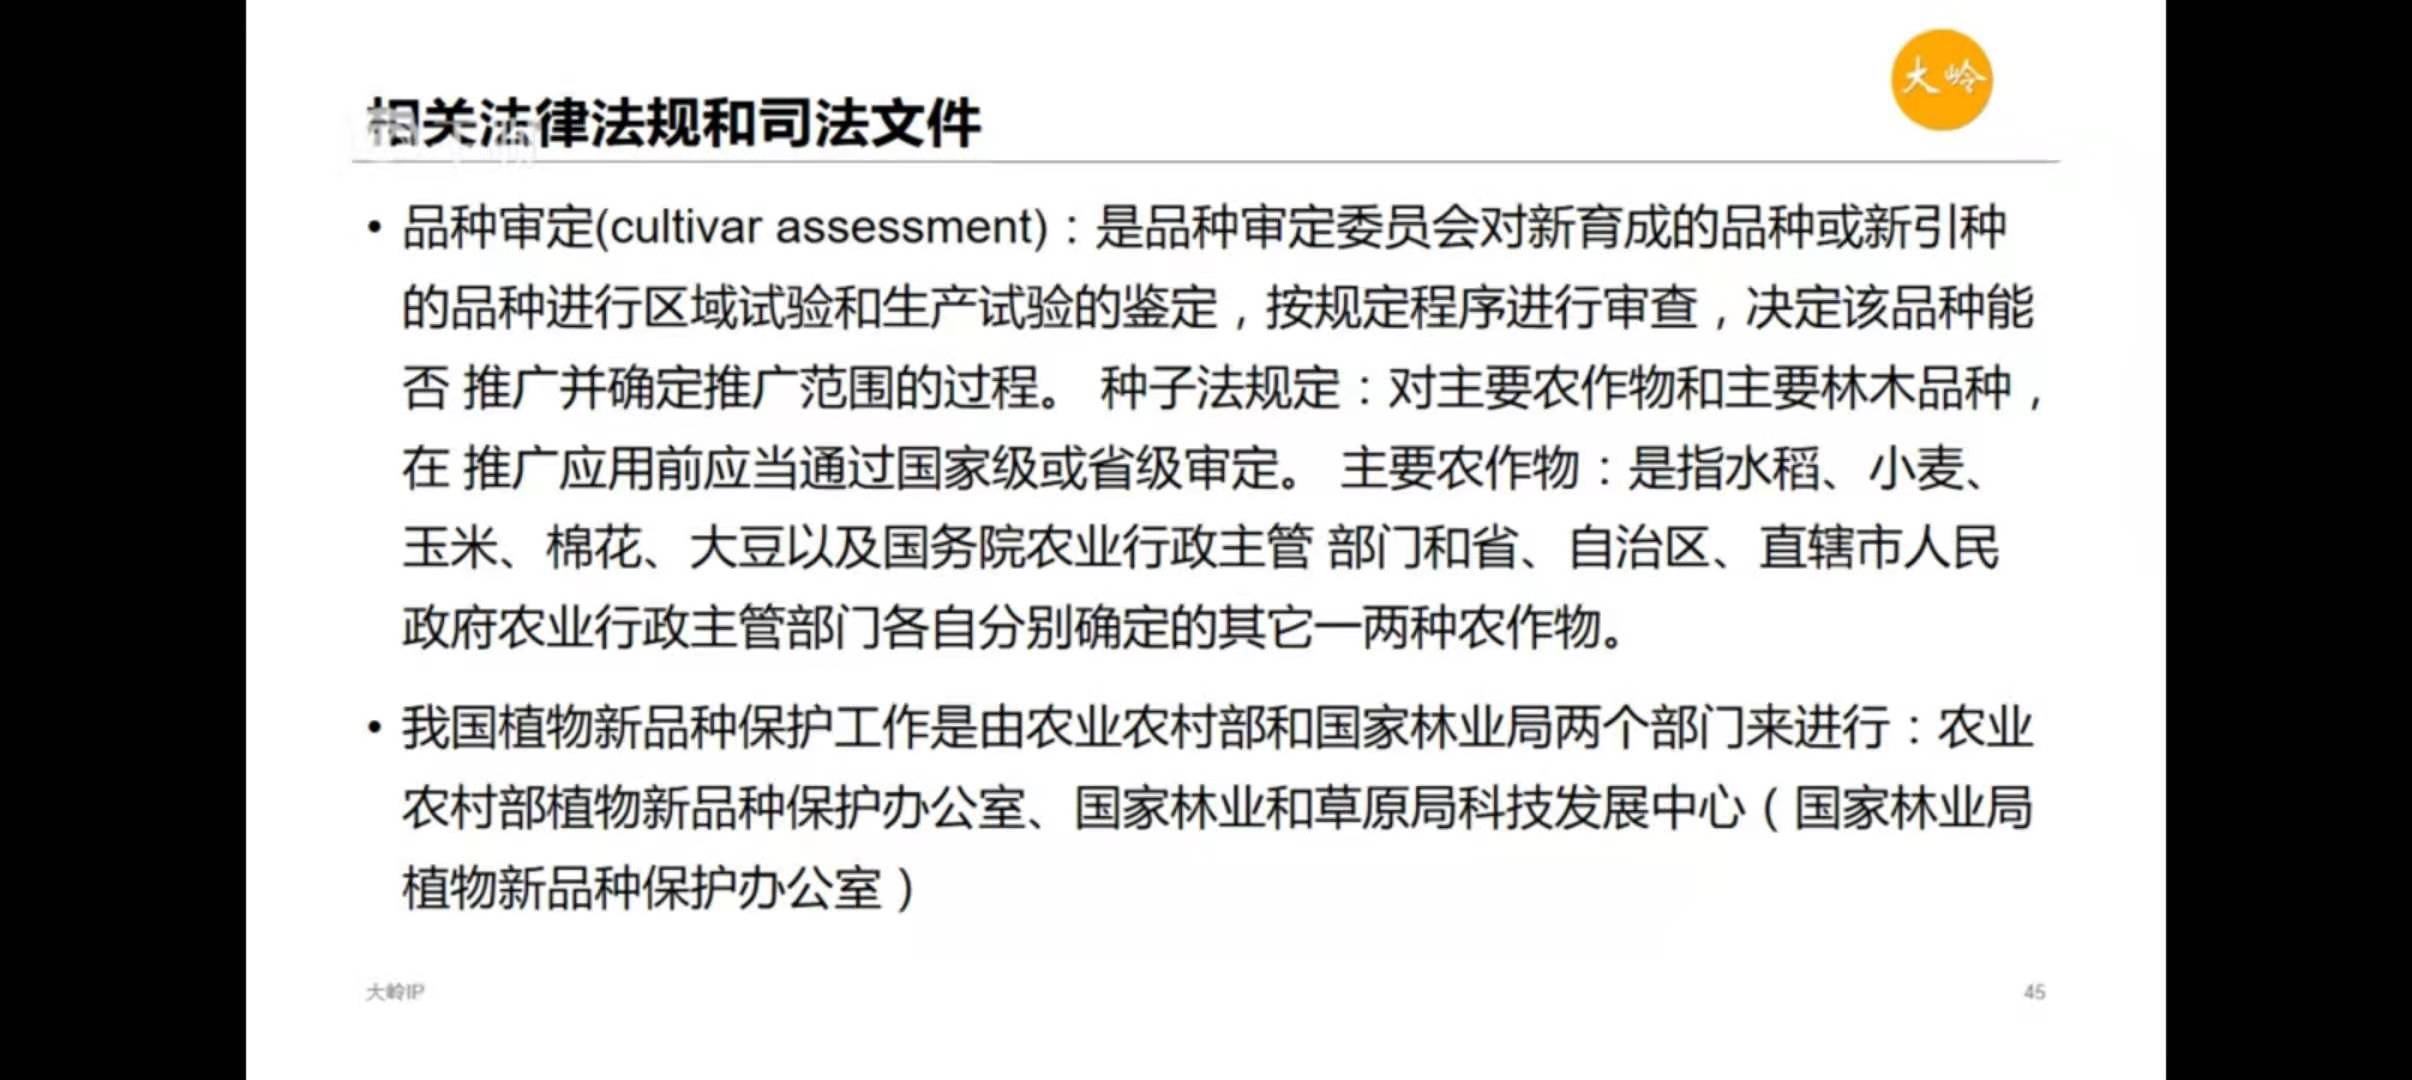 大岭
相关法律法规和司法文件
• 品种审定(cultivar assessment)：是品种审定委员会对新育成的品种或新引种
的品种进行区域试验和生产试验的鉴定，按规定程序进行审查，决定该品种能
否 推广并确定推广范围的过程。 种子法规定：对主要农作物和主要林木品种，
在 推广应用前应当通过国家级或省级审定。 主要农作物：是指水稻、小麦、
玉米、棉花、大豆以及国务院农业行政主管 部门和省、自治区、直辖市人民
政府农业行政主管部门各自分别确定的其它一两种农作物。
• 我国植物新品种保护工作是由农业农村部和国家林业局两个部门来进行：农业
农村部植物新品种保护办公室、国家林业和草原局科技发展中心（国家林业局
植物新品种保护办公室）
大岭IP
45